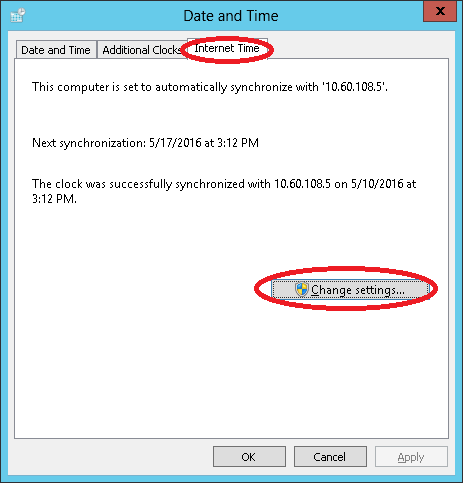 Date and Time
x
Date and Time Additional Clocks Internet Time
This computer is set to automatically synchronize with '10.60.108.5'.
Next synchronization: 5/17/2016 at 3:12 PM
The clock was successfully synchronized with 10.60.108.5 on 5/10/2016 at
3:12 PM.
Change settings...
OK Cancel Apply